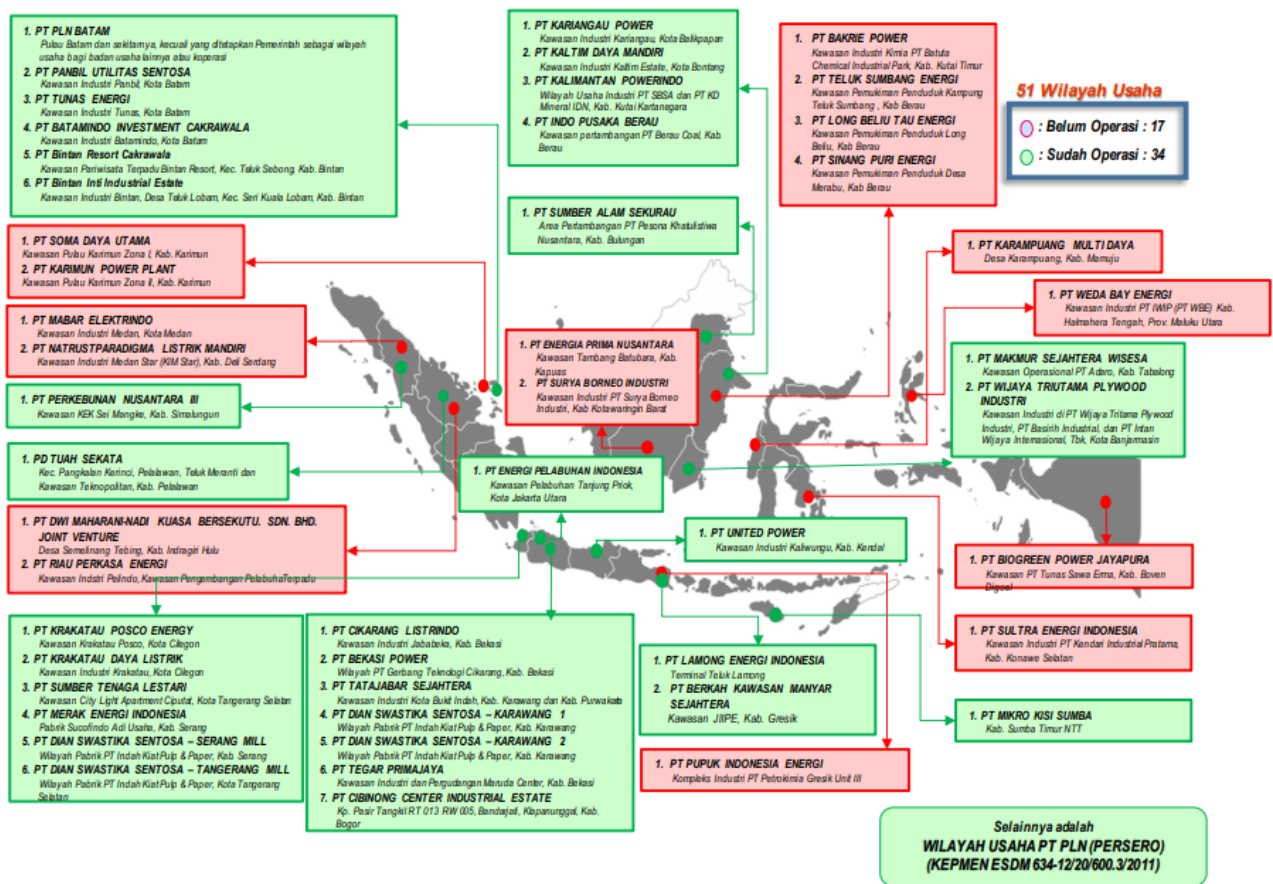 1. PT PLN BATAM
Pulau Batam dan sekitarnya, kecuali yang ditetapkan Pemerintah sebagai wilayah
usaha bagi badan usaha lainnya atau koperasi
2. PT PANBIL UTILITAS SENTOSA
Kawasan Industri Panbil, Kota Batam
3. PT TUNAS ENERGI
Kawasan Industri Tunas, Kota Batam
4. PT BATAMINDO INVESTMENT CAKRAWALA
Kawasan Industri Batamindo, Kota Batam
5. PT Bintan Resort Cakrawala
Kawasan Pariwisata Terpadu Bintan Resort, Kec. Teluk Sebong, Kab. Bintan
6. PT Bintan Inti Industrial Estate
Kawasan Industri Bintan, Desa Teluk Lobam, Kec. Seri Kuala Lobam, Kab. Bintan
1. PT KARIANGAU POWER
Kawasan Industri Kariangau, Kota Balikpapan
2. PT KALTIM DAYA MANDIRI
Kawasan Industri Kaltim Estate, Kota Bontang
3. PT KALIMANTAN POWERINDO
Wilayah Usaha Industri PT SBSA dan PT KD
Mineral IDN, Kab. Kutai Kartanegara
4. PT INDO PUSAKA BERAU
Kawasan pertambangan PT Berau Coal, Kab.
Berau
1. PT BAKRIE POWER
Kawasan Industri Kimia PT Batuta
Chemical Industrial Park, Kab. Kutai Timur
2. PT TELUK SUMBANG ENERGI
Kawasan Pemukiman Penduduk Kampung
Teluk Sumbang , Kab Berau
3. PT LONG BELIU TAU ENERGI
Kawasan Pemukiman Penduduk Long
Beliu, Kab Berau
4. PT SINANG PURI ENERGI
Kawasan Pemukiman Penduduk Desa
Merabu, Kab Berau
51 Wilayah Usaha
: Belum Operasi : 17
: Sudah Operasi : 34
1. PT SUMBER ALAM SEKURAU
Area Pertambangan PT Pesona Khatulistiwa
Nusantara, Kab. Bulungan
1. PT SOMA DAYA UTAMA
Kawasan Pulau Karimun Zona I, Kab. Karimun
2. PT KARIMUN POWER PLANT
Kawasan Pulau Karimun Zona II, Kab. Karimun
1. PT KARAMPUANG MULTI DAYA
Desa Karampuang, Kab. Mamuju
1. PT WEDA BAY ENERGI
Kawasan Industri PT IWIP (PT WBE) Kab.
Halmahera Tengah, Prov. Maluku Utara
1. PT MABAR ELEKTRINDO
Kawasan Industri Medan, Kota Medan
2. PT NATRUSTPARADIGMA LISTRIK MANDIRI
Kawasan Industri Medan Star (KIM Star), Kab. Deli Serdang
1. PT ENERGIA PRIMA NUSANTARA
Kawasan Tambang Batubara, Kab.
Kapuas
2. PT SURYA BORNEO INDUSTRI
Kawasan Industri PT Surya Borneo
Industri, Kab Kotawaringin Barat
1. PT MAKMUR SEJAHTERA WISESA
Kawasan Operasional PT Adaro, Kab. Tabalong
2. PT WIJAYA TRIUTAMA PLYWOOD
INDUSTRI
Kawasan Industri di PT Wijaya Tritama Plywood
Industri, PT Basirih Industrial, dan PT Intan
Wijaya Internasional, Tbk, Kota Banjarmasin
1. PT PERKEBUNAN NUSANTARA III
Kawasan KEK Sei Mangke, Kab. Simalungun
1. PD TUAH SEKATA
Kec. Pangkalan Kerinci, Pelalawan, Teluk Meranti dan
Kawasan Teknopolitan, Kab. Pelalawan
1. PT ENERGI PELABUHAN INDONESIA
Kawasan Pelabuhan Tanjung Priok,
Kota Jakarta Utara
1. PT DWI MAHARANI-NADI KUASA BERSEKUTU. SDN. BHD.
JOINT VENTURE
Desa Semelinang Tebing, Kab. Indragiri Hulu
2. PT RIAU PERKASA ENERGI
Kawasan Indstri Pelindo, Kawasan Pengembangan PelabuhaTerpadu
1. PT UNITED POWER
Kawasan Industri Kaliwungu, Kab. Kendal
1. PT BIOGREEN POWER JAYAPURA
Kawasan PT Tunas Sawa Erma, Kab. Boven
Digoel
1. PT KRAKATAU POSCO ENERGY
Kawasan Krakatau Posco, Kota Cilegon
2. PT KRAKATAU DAYA LISTRIK
Kawasan Industri Krakatau, Kota Cilegon
3. PT SUMBER TENAGA LESTARI
Kawasan City Light Apartment Ciputat, Kota Tangerang Selatan
4. PT MERAK ENERGI INDONESIA
Pabrik Sucofindo Adi Usaha, Kab. Serang
5. PT DIAN SWASTIKA SENTOSA – SERANG MILL
Wilayah Pabrik PT Indah Kiat Pulp & Paper, Kab. Serang
6. PT DIAN SWASTIKA SENTOSA – TANGERANG MILL
Wilayah Pabrik PT Indah Kiat Pulp & Paper, Kota Tangerang
Selatan
1. PT CIKARANG LISTRINDO
Kawasan Industri Jababeka, Kab. Bekasi
2. PT BEKASI POWER
Wilayah PT Gerbang Teknologi Cikarang, Kab. Bekasi
3. PT TATAJABAR SEJAHTERA
Kawasan Industri Kota Bukit Indah, Kab. Karawang dan Kab. Purwakarta
4. PT DIAN SWASTIKA SENTOSA – KARAWANG 1
Wilayah Pabrik PT Indah Kiat Pulp & Paper, Kab. Karawang
5. PT DIAN SWASTIKA SENTOSA – KARAWANG 2
Wilayah Pabrik PT Indah Kiat Pulp & Paper, Kab. Karawang
6. PT TEGAR PRIMAJAYA
Kawasan Industri dan Pergudangan Marunda Center, Kab. Bekasi
7. PT CIBINONG CENTER INDUSTRIAL ESTATE
Kp. Pasir Tangkil RT 013 RW 005, Bandarjati, Klapanunggal, Kab.
Bogor
1. PT LAMONG ENERGI INDONESIA
Terminal Teluk Lamong
2. PT BERKAH KAWASAN MANYAR
SEJAHTERA
Kawasan JIIPE, Kab. Gresik
1. PT SULTRA ENERGI INDONESIA
Kawasan Industri PT Kendari Industrial Pratama,
Kab. Konawe Selatan
1. PT MIKRO KISI SUMBA
Kab. Sumba Timur NTT
1. PT PUPUK INDONESIA ENERGI
Kompleks Industri PT Petrokimia Gresik Unit III
Selainnya adalah
WILAYAH USAHA PT PLN (PERSERO)
(KEPMEN ESDM 634-12/20/600.3/2011)